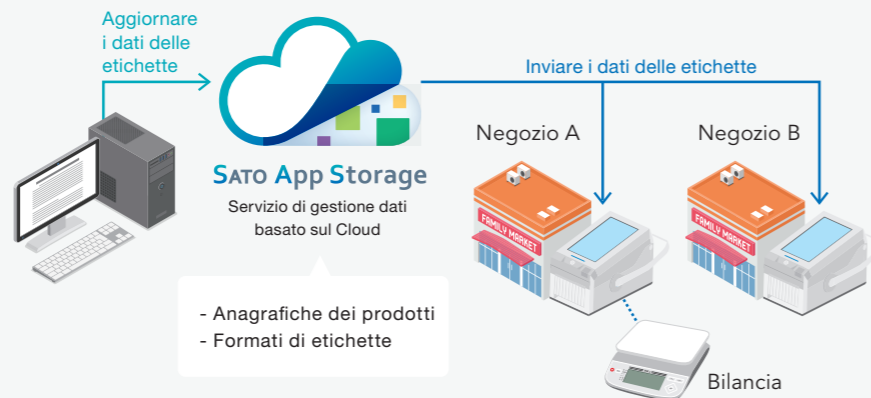 Aggiornare
i dati delle
etichette
Inviare i dati delle etichette
Negozio A
Negozio B
SATO App Storage
Servizio di gestione dati
basato sul Cloud
FAMILY MARKET
FAMILY MARKET
- Anagrafiche dei prodotti
- Formati di etichette
Bilancia